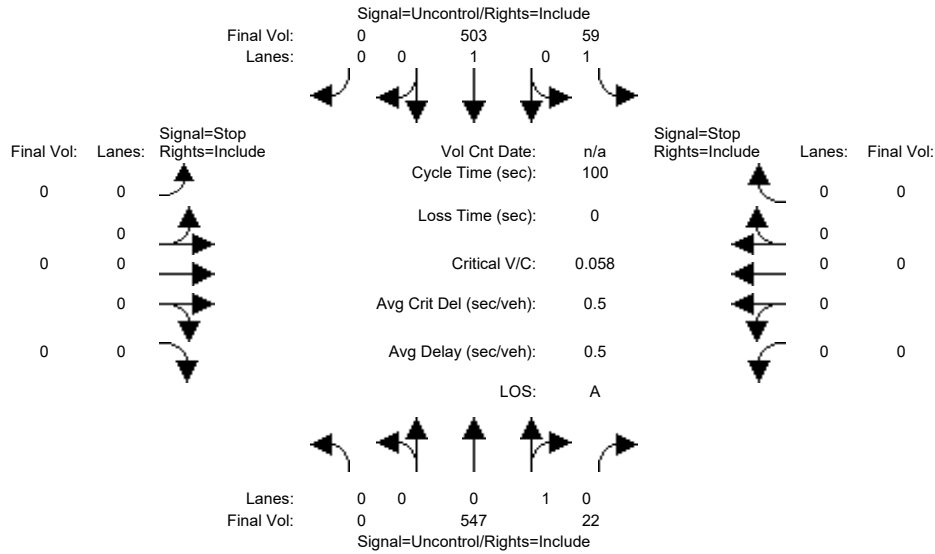 Signal=Uncontrol/Rights=Include
Final Vol: 0 503 59
Lanes: 0 0 1 0 1
Signal=Stop Signal=Stop
Final Vol: Lanes: Rights=Include Vol Cnt Date: n/a Rights=Include Lanes: Final Vol:
Cycle Time (sec): 100
0 0 0 0
Loss Time (sec): 0
0 0
0 0 Critical V/C: 0.058 0 0
0 Avg Crit Del (sec/veh): 0.5 0
0 0 Avg Delay (sec/veh): 0.5 0 0
LOS: A
Lanes: 0 0 0 1 0
Final Vol: 0 547 22
Signal=Uncontrol/Rights=Include